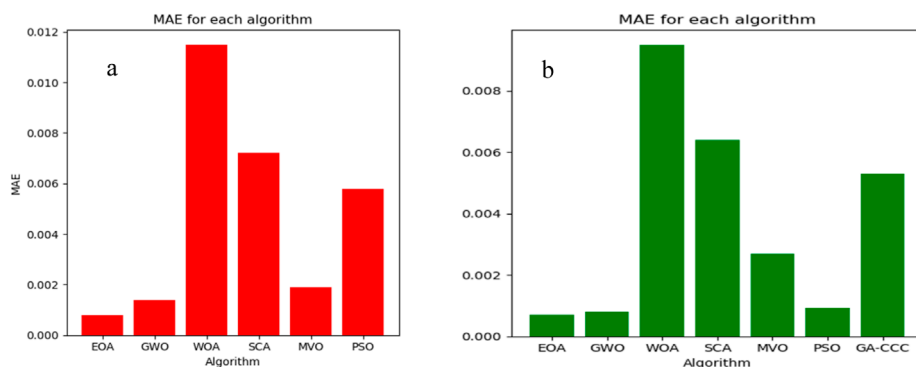 MAE for each algorithm
a
0.012
0.010
0.008
0.006
0.004
0.002
0.000
MAE
EOA GWO WOA SCA MVO PSO
Algorithm
MAE for each algorithm
b
0.008
0.006
0.004
0.002
0.000
EOA GWO WOA SCA MVO PSO GA-CCC
Algorithm